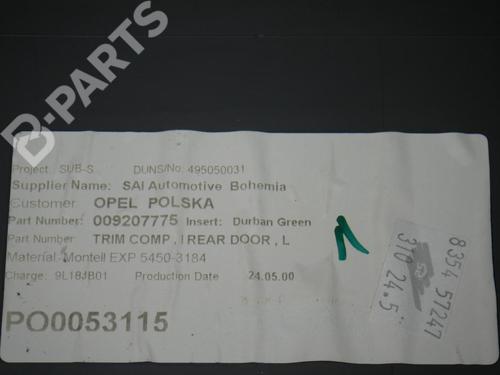 B-PARTS
Project: SUB-S DUNS/No: 495050031
Supplier Name: SAI Automotive Bohemia
Customer: OPEL POLSKA
Part Number: 009207775 Insert: Durban Green
Part Number: TRIM COMP , I REAR DOOR , L
Material: Montell EXP 5450-3184
Charge: 9L18JB01 Production Date 24.05.00
PO0053115
1
8354 57247
310 24.5